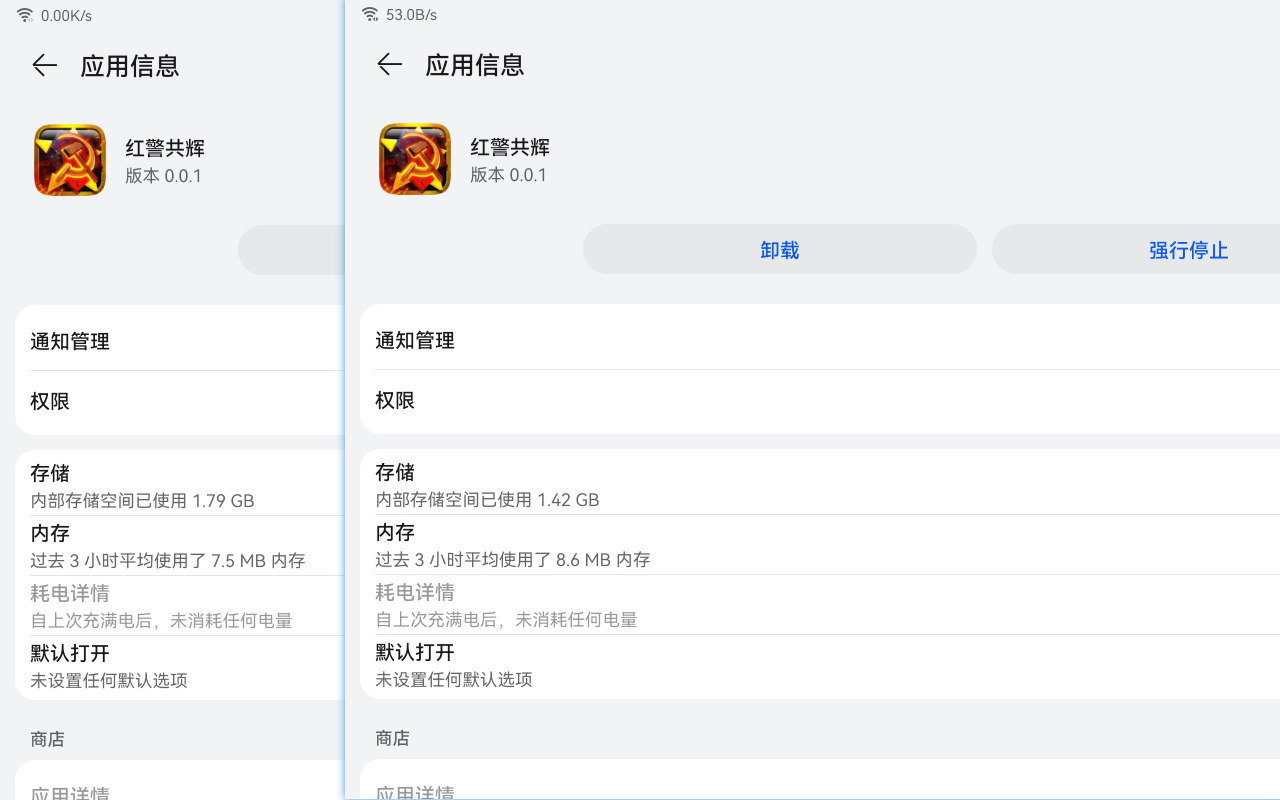 0.00K/s
应用信息
红警共辉
版本 0.0.1
通知管理
权限
存储
内部存储空间已使用 1.79 GB
内存
过去 3 小时平均使用了 7.5 MB 内存
耗电详情
自上次充满电后，未消耗任何电量
默认打开
未设置任何默认选项
商店
应用详情
53.0B/s
应用信息
红警共辉
版本 0.0.1
卸载
强行停止
通知管理
权限
存储
内部存储空间已使用 1.42 GB
内存
过去 3 小时平均使用了 8.6 MB 内存
耗电详情
自上次充满电后，未消耗任何电量
默认打开
未设置任何默认选项
商店
应用详情